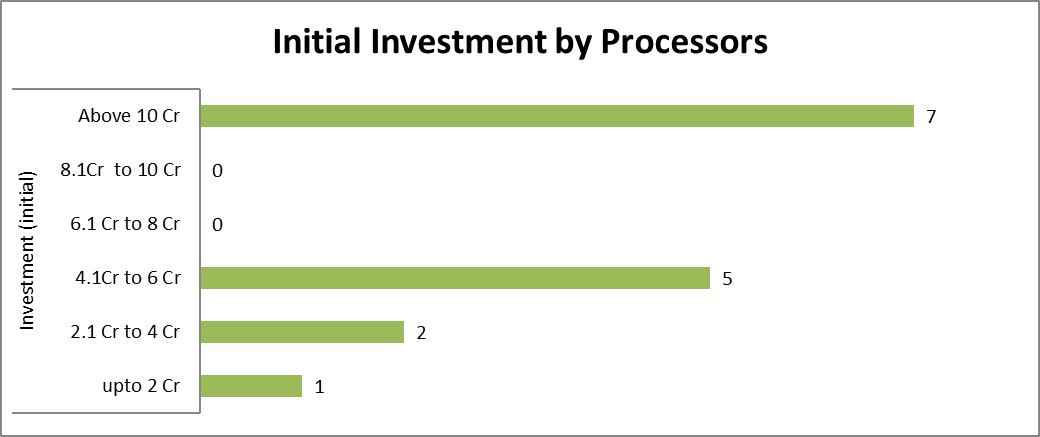 Initial Investment by Processors
Investment (initial)
Above 10 Cr 7
8.1Cr  to 10 Cr 0
6.1 Cr to 8 Cr 0
4.1Cr to 6 Cr 5
2.1 Cr to 4 Cr 2
upto 2 Cr 1